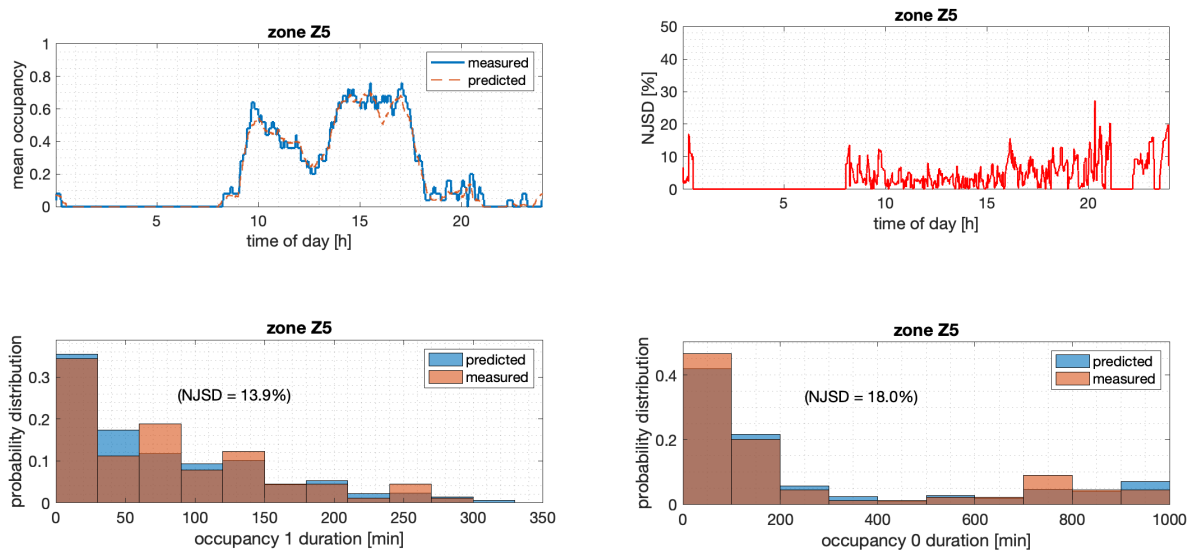 zone Z5
1
0.8
0.6
0.4
0.2
0
mean occupancy
measured
predicted
5
10
15
20
time of day [h]
zone Z5
50
40
30
20
10
0
NJSD [%]
5
10
15
20
time of day [h]
zone Z5
0.3
0.2
0.1
0
probability distribution
predicted
measured
(NJSD = 13.9%)
0
50
100
150
200
250
300
350
occupancy 1 duration [min]
zone Z5
0.4
0.2
0
probability distribution
predicted
measured
(NJSD = 18.0%)
0
200
400
600
800
1000
occupancy 0 duration [min]